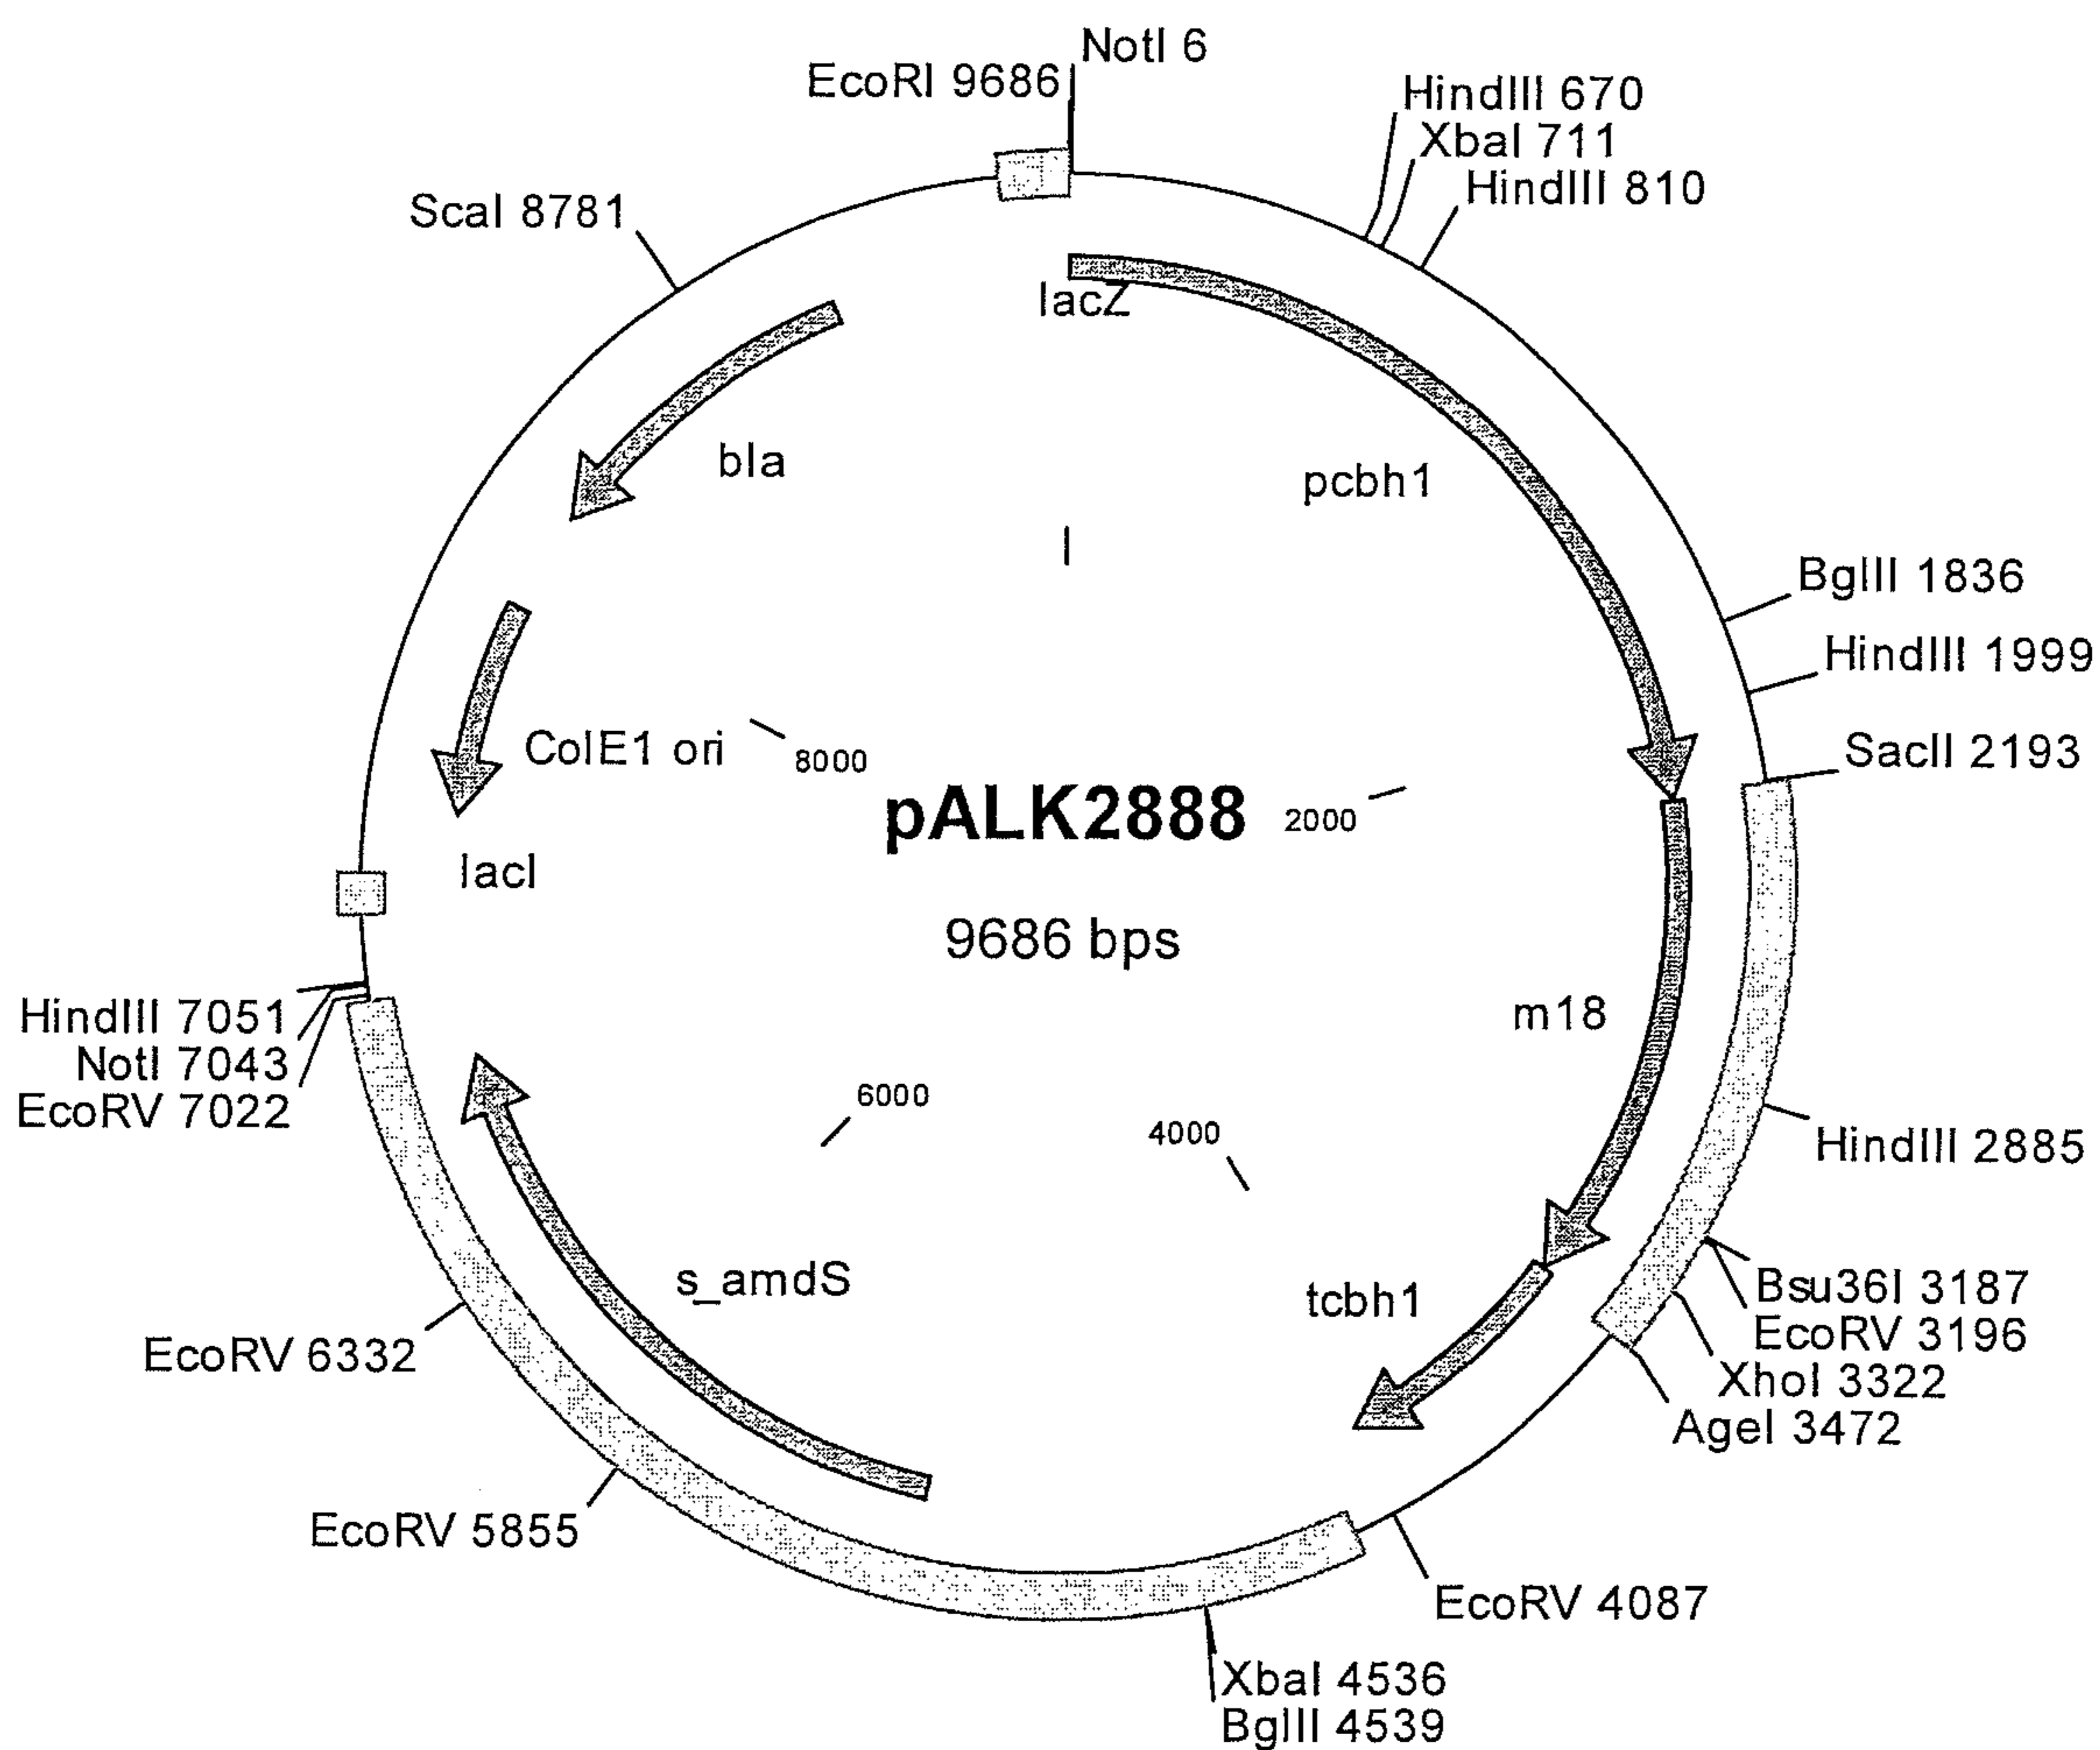 NotI 6
EcoRI 9686
HindIII 670
XbaI 711
HindIII 810
ScaI 8781
lacZ
bla
pcbh1
BglII 1836
HindIII 1999
SacII 2193
ColE1 ori
8000
2000
pALK2888
9686 bps
lacI
m18
HindIII 7051
NotI 7043
EcoRV 7022
6000
4000
HindIII 2885
s_amdS
tcbh1
Bsu36I 3187
EcoRV 3196
XhoI 3322
AgeI 3472
EcoRV 6332
EcoRV 5855
EcoRV 4087
XbaI 4536
BglII 4539